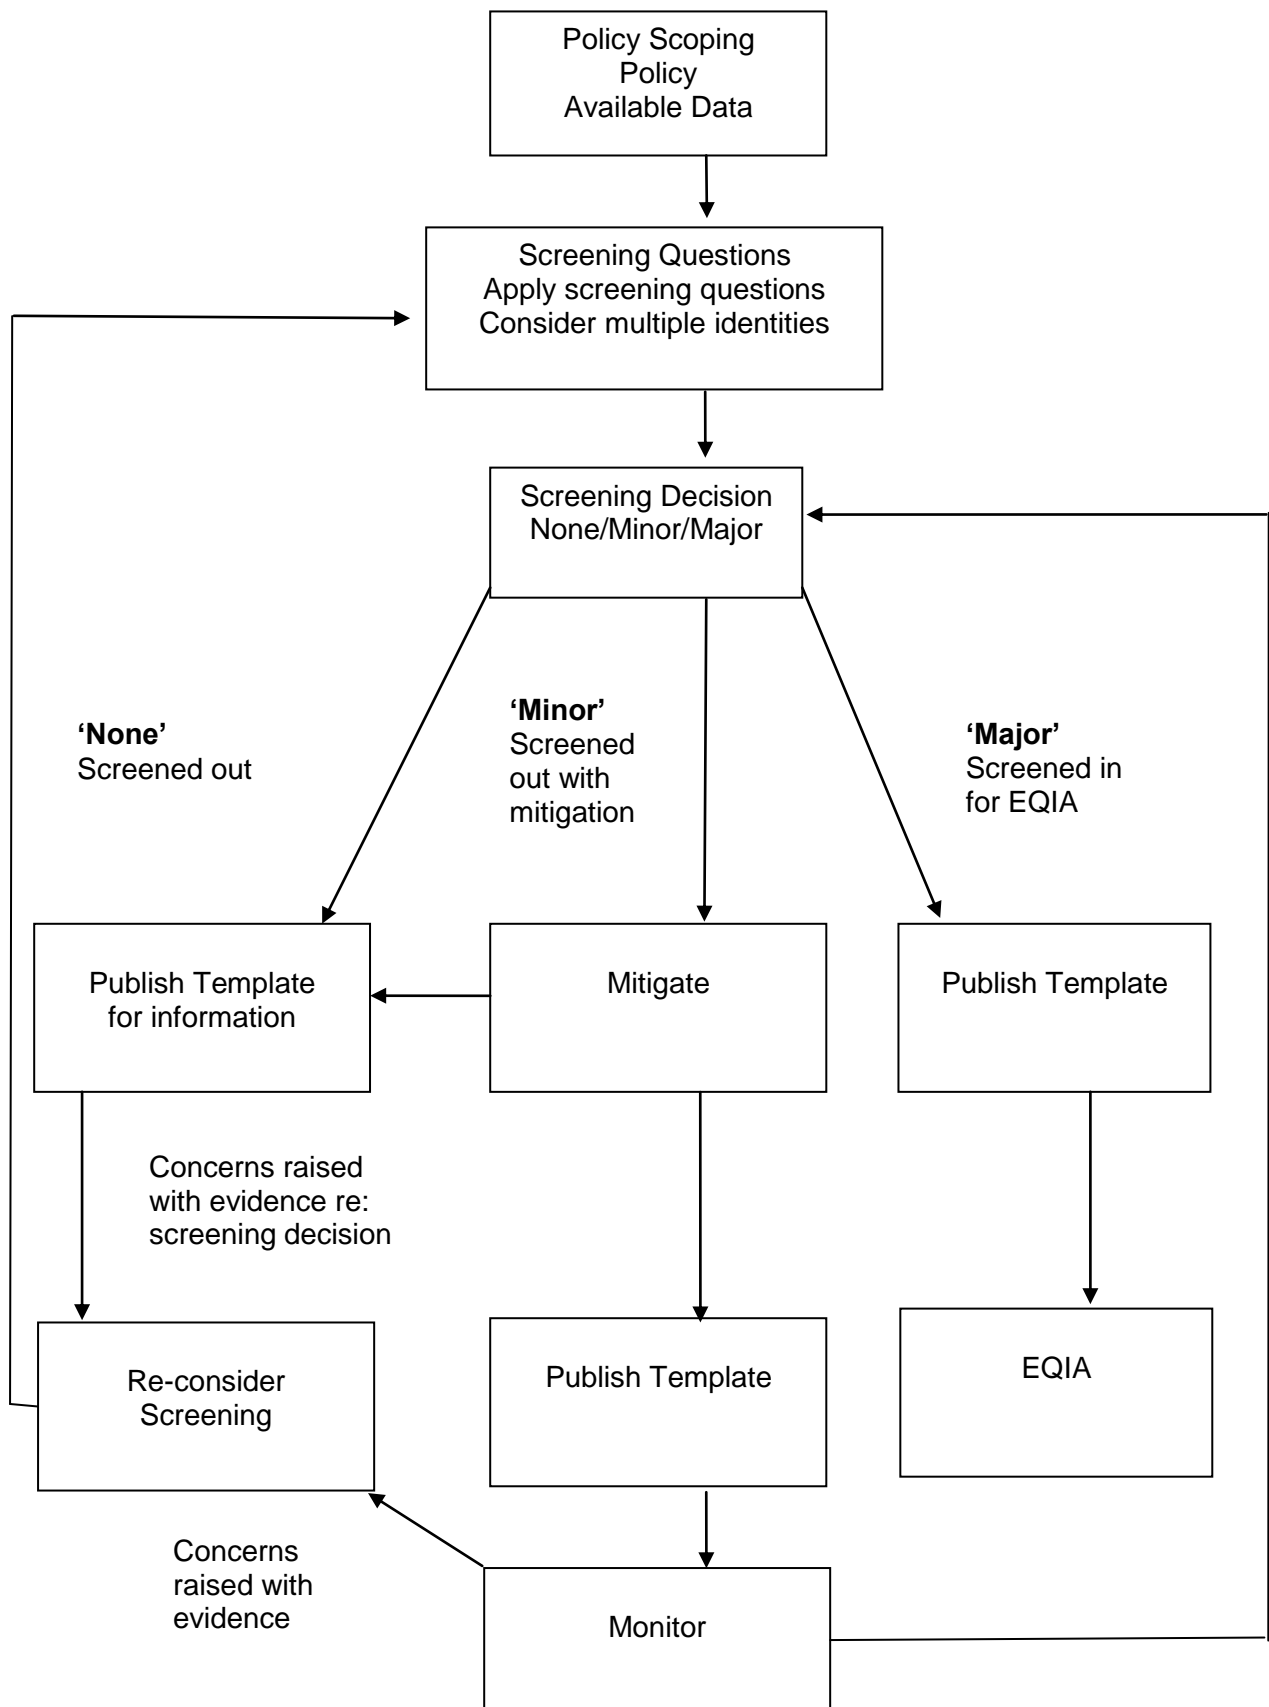 Policy Scoping
Policy
Available Data
Screening Questions
Apply screening questions
Consider multiple identities
Screening Decision
None/Minor/Major
‘None’
Screened out
‘Minor’
Screened
out with
mitigation
‘Major’
Screened in
for EQIA
Publish Template
for information
Mitigate
Publish Template
Concerns raised
with evidence re:
screening decision
Re-consider
Screening
Publish Template
EQIA
Concerns
raised with
evidence
Monitor